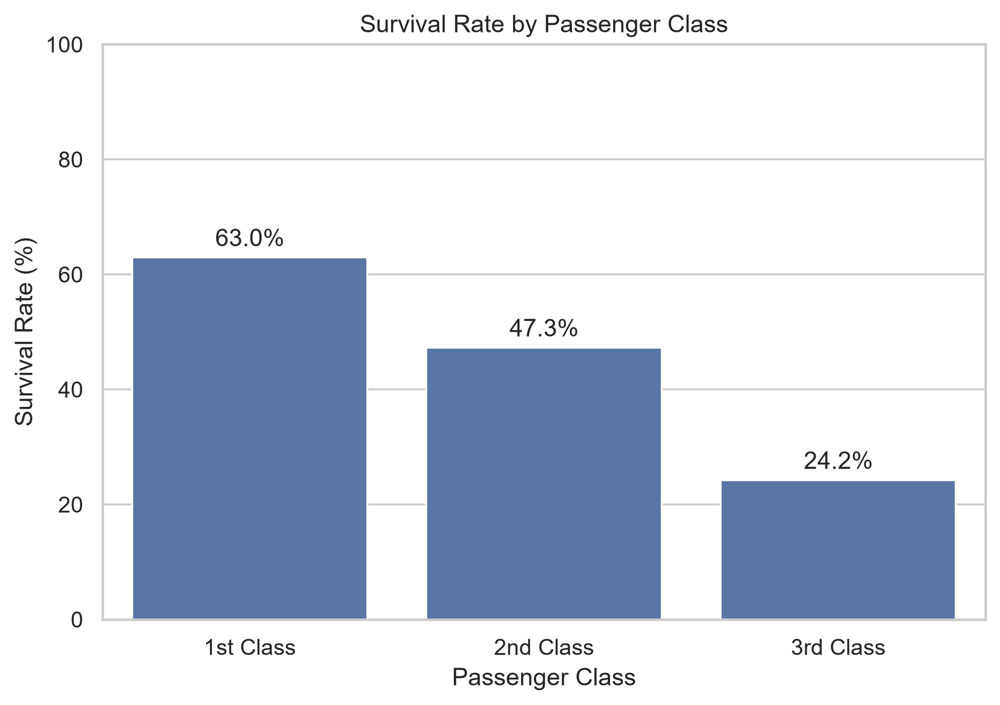 Survival Rate by Passenger Class
100
80
60
40
20
0
Survival Rate (%)
63.0%
47.3%
24.2%
1st Class
2nd Class
3rd Class
Passenger Class